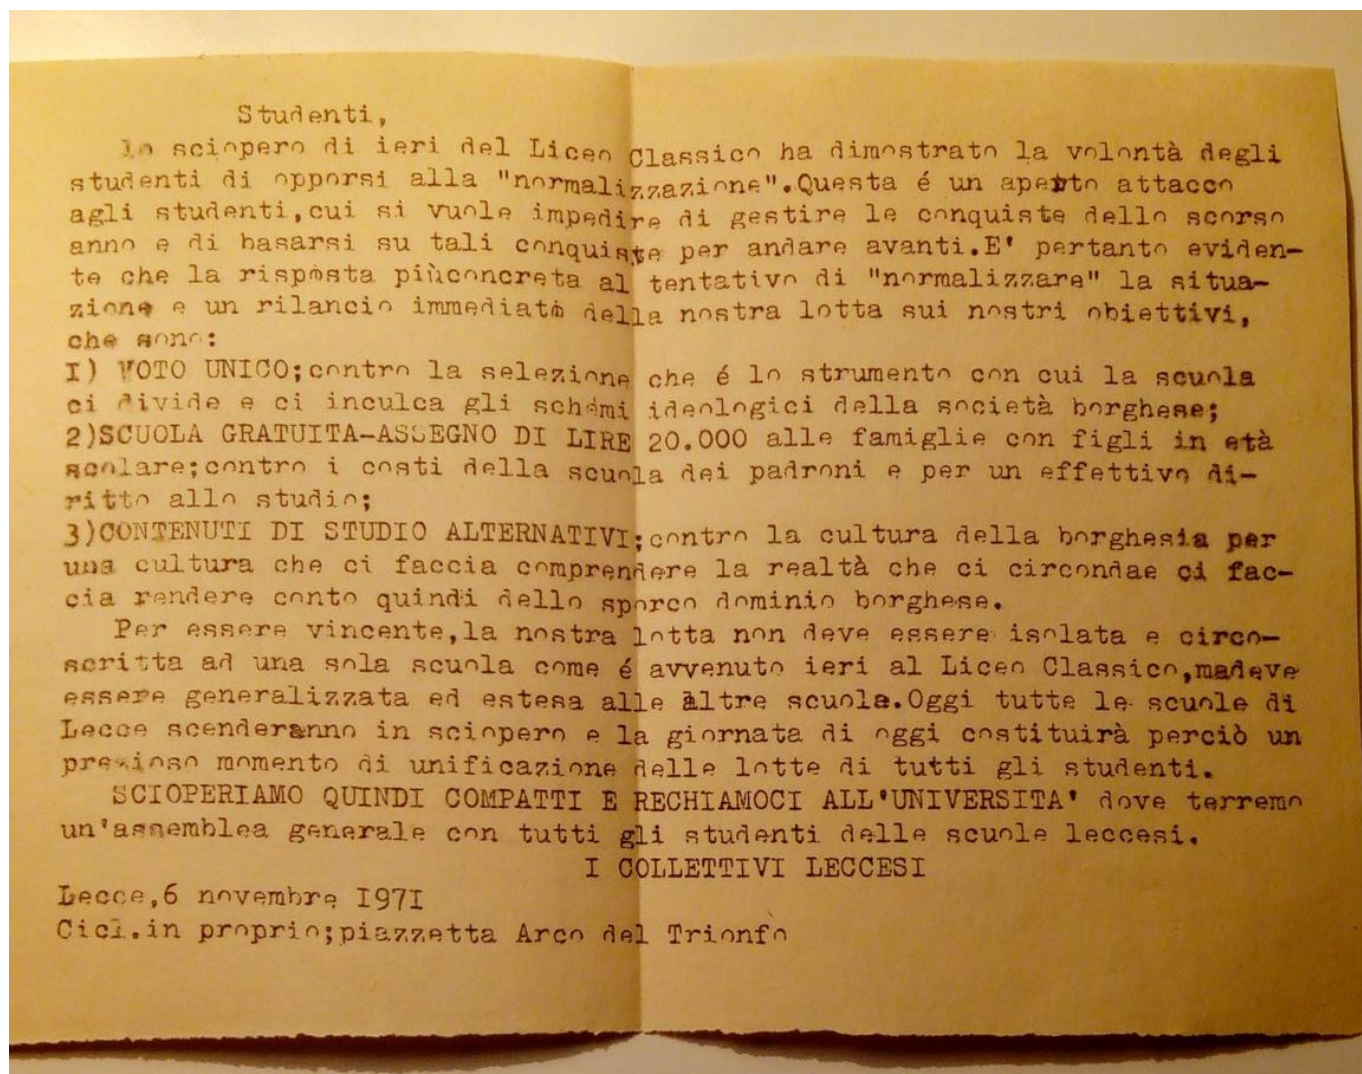 Studenti,
lo sciopero di ieri del Liceo Classico ha dimostrato la volontà degli
studenti di opporsi alla "normalizzazione".Questa é un aperto attacco
agli studenti,cui si vuole impedire di gestire le conquiste dello scorso
anno e di basarsi su tali conquiste per andare avanti.E' pertanto eviden-
te che la risposta piùconcreta al tentativo di "normalizzare" la situa-
zione e un rilancio immediato della nostra lotta sui nostri obiettivi,
che sono:
I) VOTO UNICO;contro la selezione che é lo strumento con cui la scuola
ci divide e ci inculca gli schemi ideologici della società borghese;
2)SCUOLA GRATUITA-ASSEGNO DI LIRE 20.000 alle famiglie con figli in età
scolare;contro i costi della scuola dei padroni e per un effettivo di-
ritto allo studio;
3)CONTENUTI DI STUDIO ALTERNATIVI;contro la cultura della borghesia per
una cultura che ci faccia comprendere la realtà che ci circondae ci fac-
cia rendere conto quindi dello sporco dominio borghese.
Per essere vincente,la nostra lotta non deve essere isolata e circo-
scritta ad una sola scuola come é avvenuto ieri al Liceo Classico,madeve
essere generalizzata ed estesa alle altre scuole.Oggi tutte le scuole di
Lecce scenderanno in sciopero e la giornata di oggi costituirà perciò un
prezioso momento di unificazione delle lotte di tutti gli studenti.
SCIOPERIAMO QUINDI COMPATTI E RECHIAMOCI ALL'UNIVERSITA' dove terremo
un'assemblea generale con tutti gli studenti delle scuole leccesi.
I COLLETTIVI LECCESI
Lecce,6 novembre I97I
Cicl.in proprio;piazzetta Arco del Trionfo